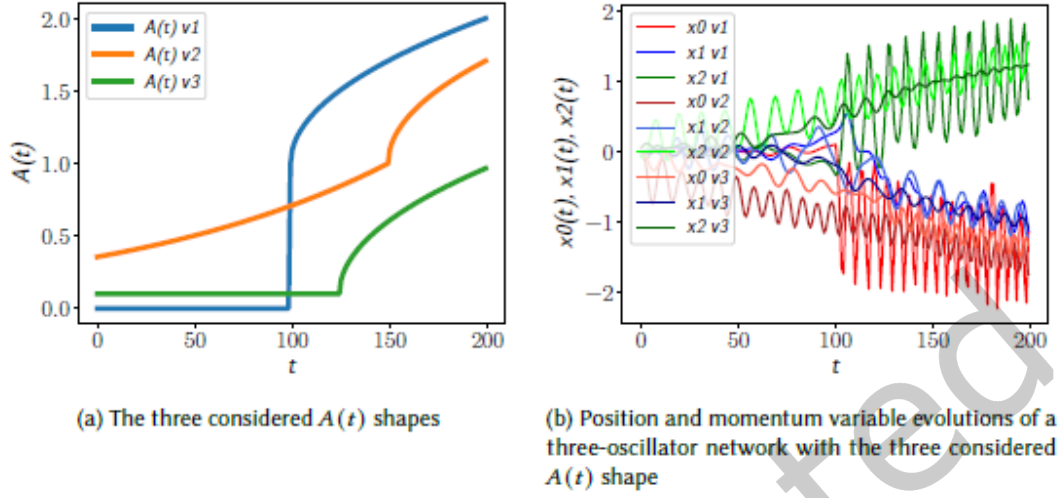 2.0
1.5
1.0
0.5
0.0
A(t)
A(t) v1
A(t) v2
A(t) v3
0
50
100
150
200
t
2
1
0
−1
−2
x0(t), x1(t), x2(t)
x0 v1
x1 v1
x2 v1
x0 v2
x1 v2
x2 v2
x0 v3
x1 v3
x2 v3
0
50
100
150
200
t
(a) The three considered A(t) shapes
(b) Position and momentum variable evolutions of a
three-oscillator network with the three considered
A(t) shape
ted